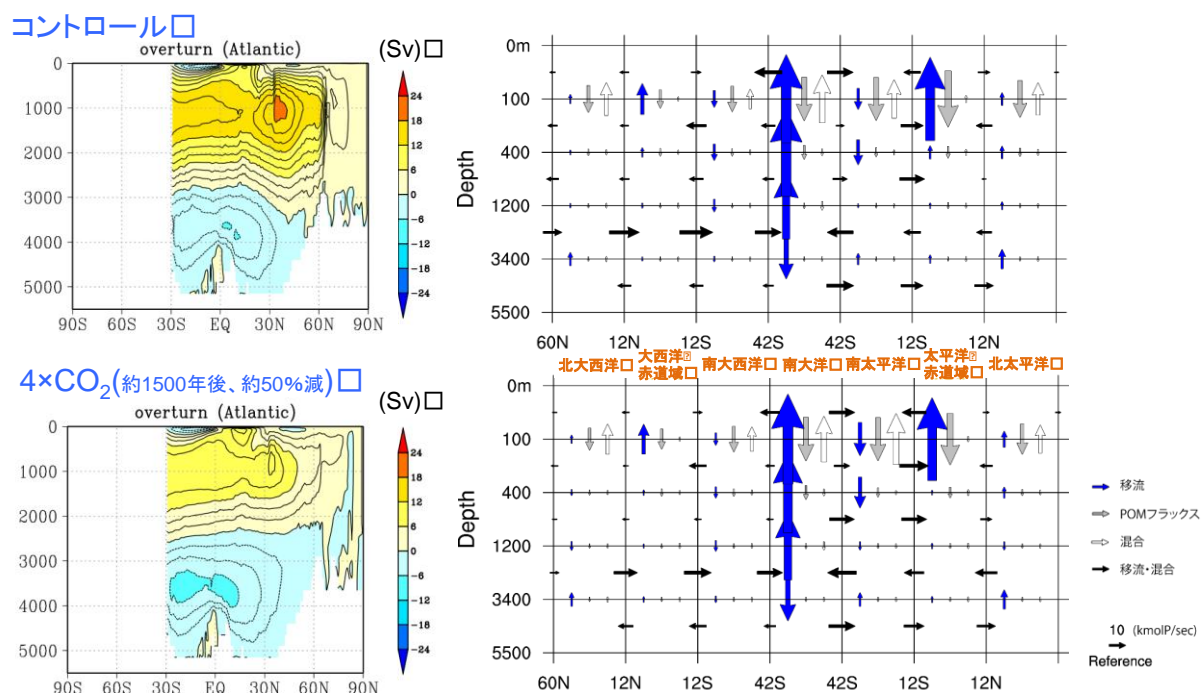 コントロール□
overturn (Atlantic)
(Sv)□
0
1000
2000
3000
4000
5000
90S 60S 30S EQ 30N 60N 90N
24
18
12
6
0
-6
-12
-18
-24
Depth
0m
100
400
1200
3400
5500
60N 12N 12S 42S 42S 12S 12N
北大西洋□ 大西洋? 赤道域□ 南大西洋□ 南大洋□ 南太平洋□ 太平洋? 赤道域□ 北太平洋□
4×CO2(約1500年後、約50%減)□
overturn (Atlantic)
(Sv)□
0
1000
2000
3000
4000
5000
90S 60S 30S EQ 30N 60N 90N
24
18
12
6
0
-6
-12
-18
-24
Depth
0m
100
400
1200
3400
5500
60N 12N 12S 42S 42S 12S 12N
移流
POMフラックス
混合
移流・混合
10 (kmolP/sec)
Reference